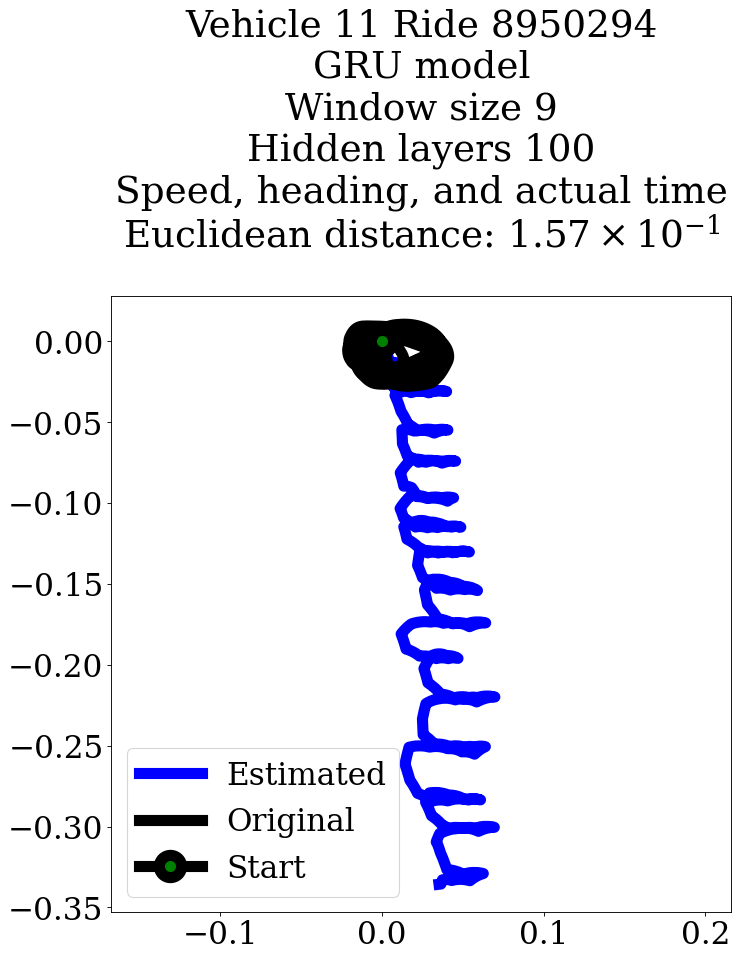 Vehicle 11 Ride 8950294
GRU model
Window size 9
Hidden layers 100
Speed, heading, and actual time
Euclidean distance: 1.57 × 10⁻¹
0.00
−0.05
−0.10
−0.15
−0.20
−0.25
−0.30
−0.35
Estimated
Original
Start
−0.1 0.0 0.1 0.2